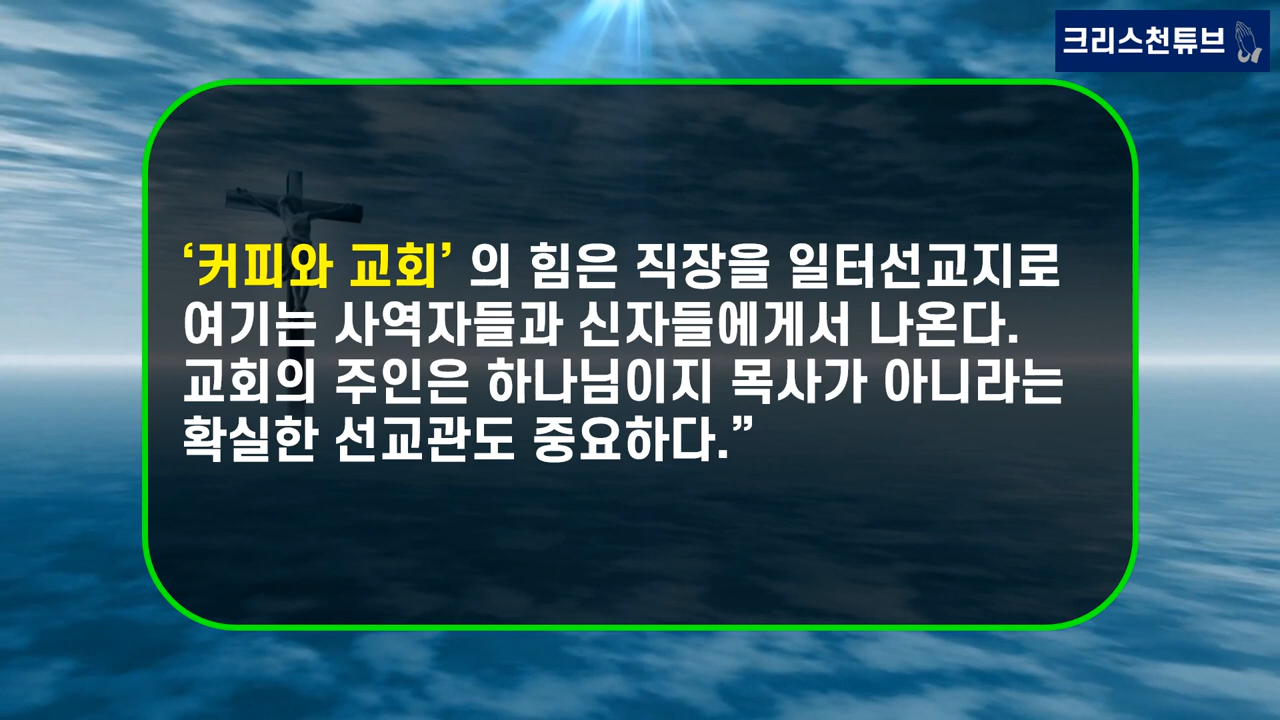 크리스천튜브
‘커피와 교회’ 의 힘은 직장을 일터선교지로
여기는 사역자들과 신자들에게서 나온다.
교회의 주인은 하나님이지 목사가 아니라는
확실한 선교관도 중요하다.”